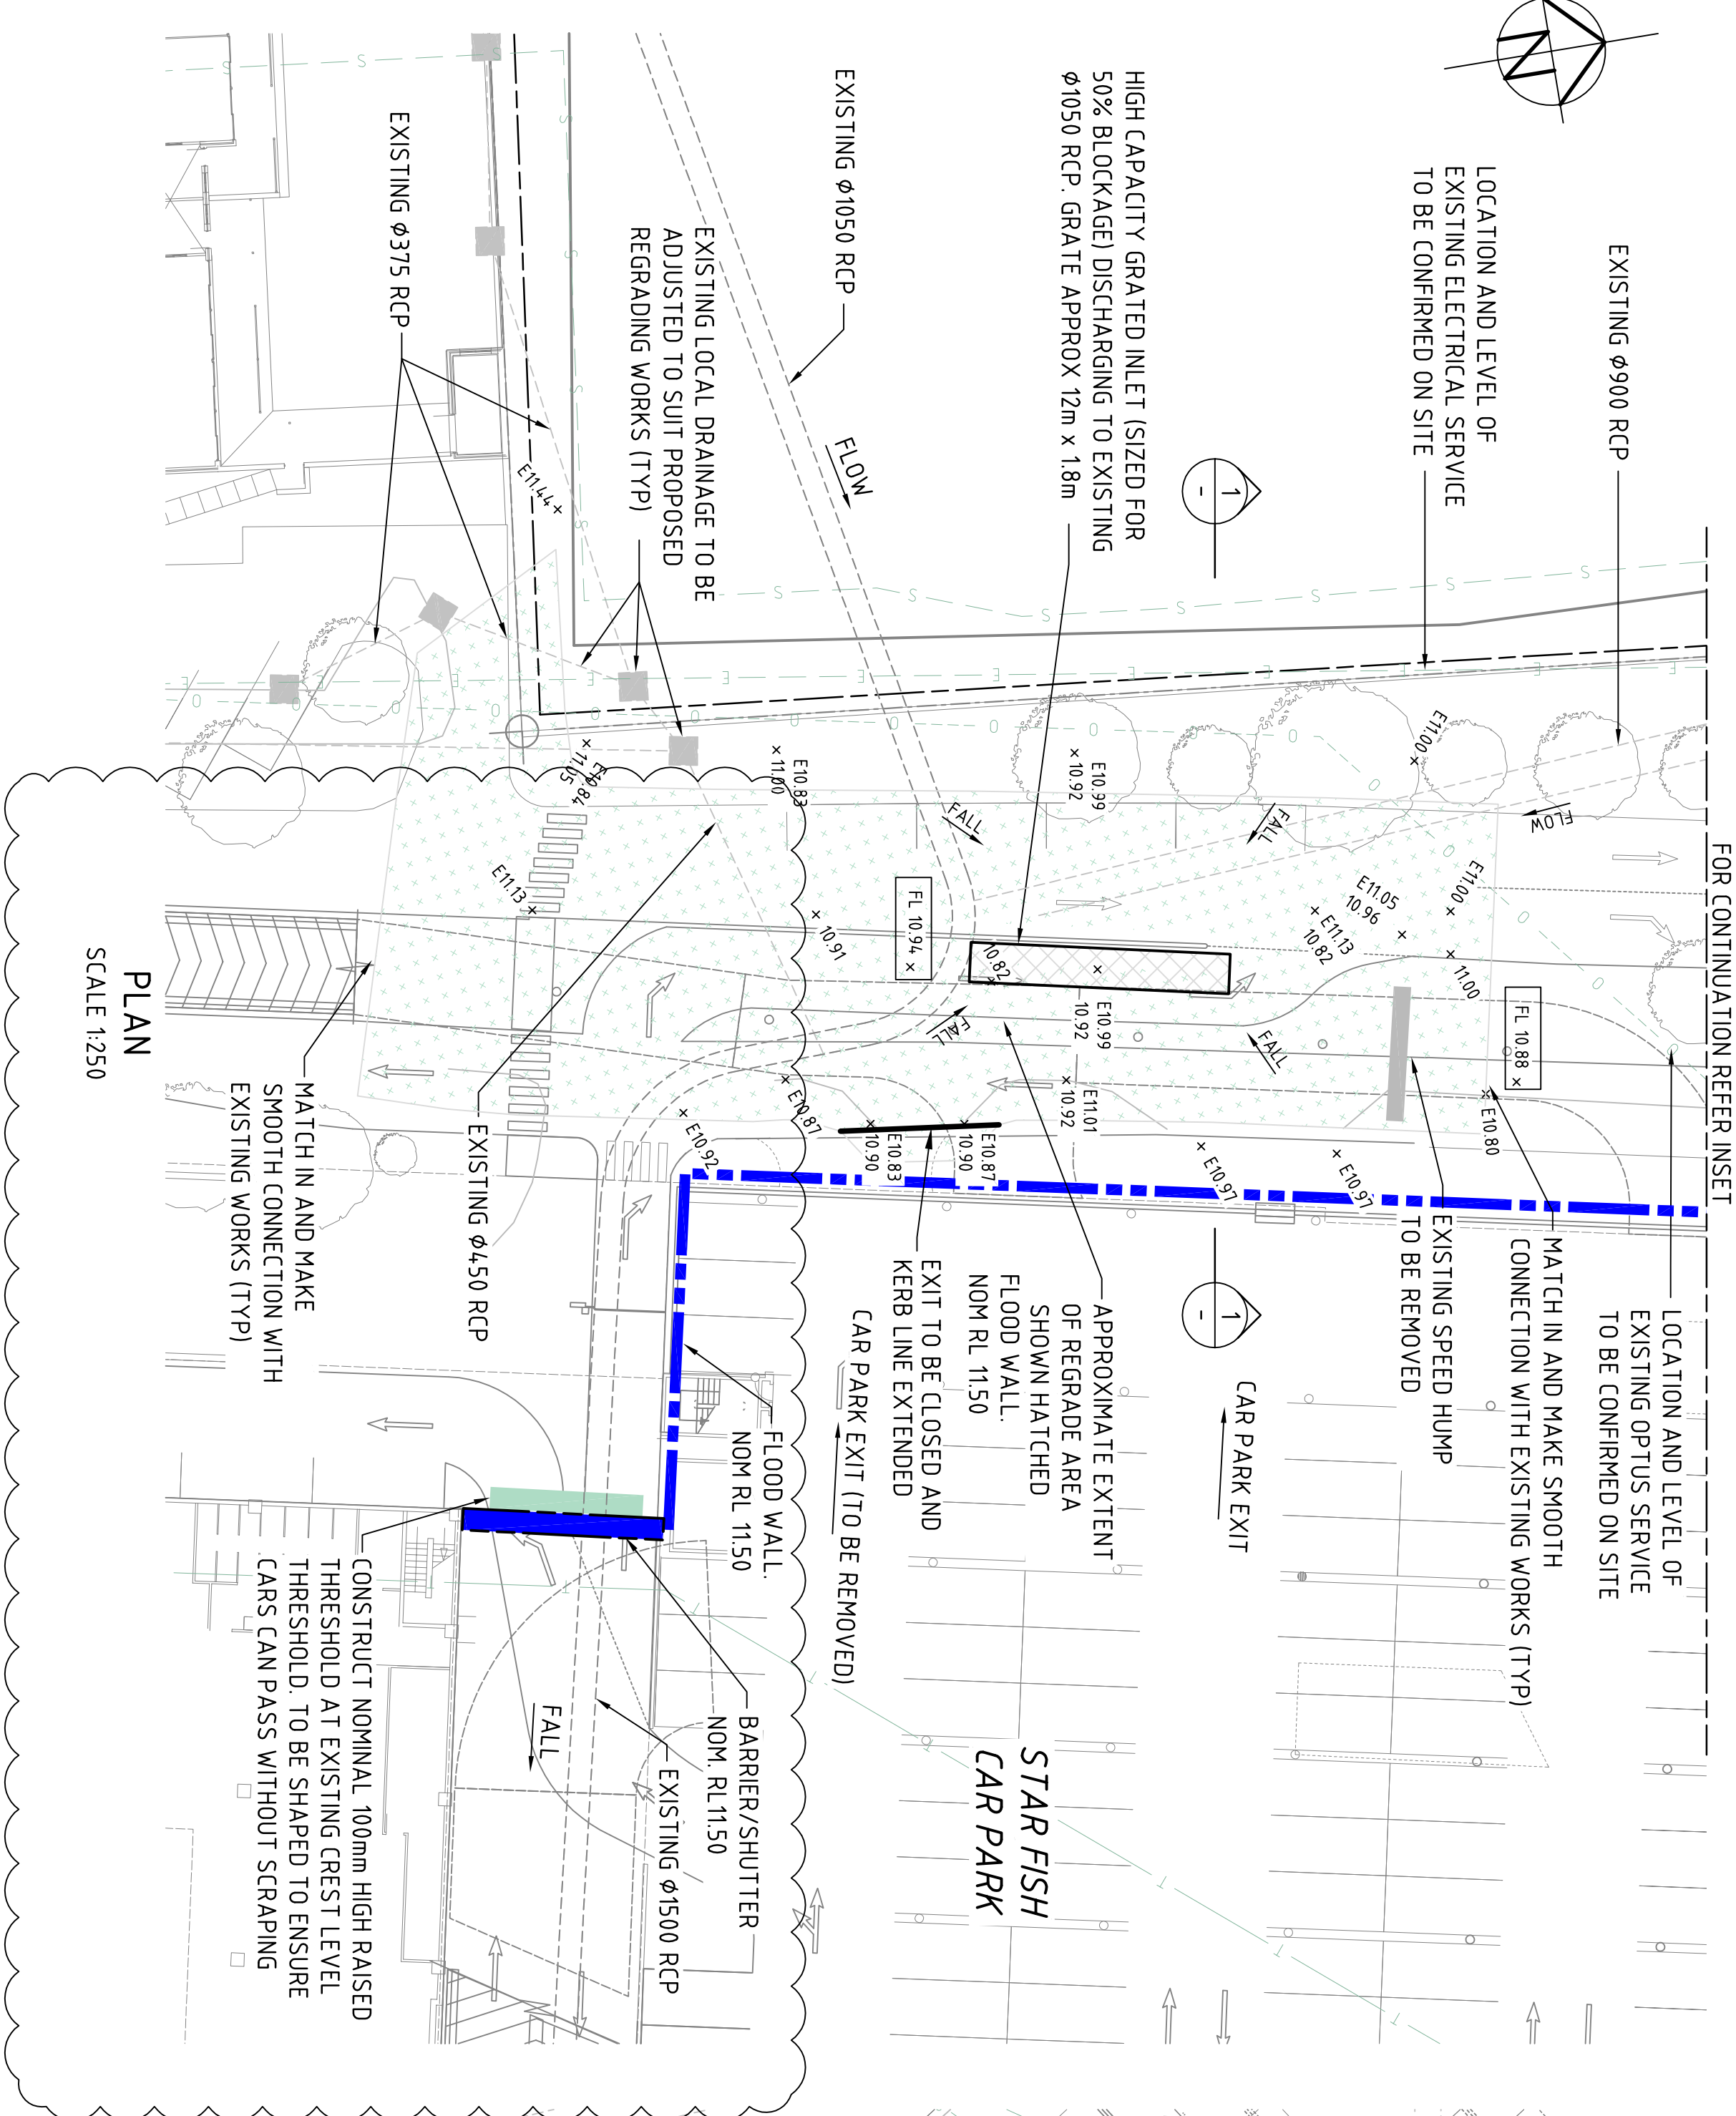 N
FOR CONTINUATION REFER INSET
EXISTING Ø900 RCP
LOCATION AND LEVEL OF
EXISTING ELECTRICAL SERVICE
TO BE CONFIRMED ON SITE
1
-
HIGH CAPACITY GRATED INLET (SIZED FOR
50% BLOCKAGE) DISCHARGING TO EXISTING
Ø1050 RCP. GRATE APPROX 12m x 1.8m
EXISTING Ø1050 RCP
FLOW
EXISTING LOCAL DRAINAGE TO BE
ADJUSTED TO SUIT PROPOSED
REGRADING WORKS (TYP)
EXISTING Ø375 RCP
E11.44
E11.00
FLOW
E10.99
10.92
E10.83
11.00
E10.84
11.05
FALL
FALL
E11.00
E11.05
10.96
E11.13
10.82
11.00
FL 10.88
FL 10.94
10.91
10.82
E11.13
E10.99
10.92
FALL
FALL
E11.01
10.92
E10.80
E10.87
E10.92
E10.83
10.90
E10.87
10.90
E10.97
E10.97
LOCATION AND LEVEL OF
EXISTING OPTUS SERVICE
TO BE CONFIRMED ON SITE
MATCH IN AND MAKE SMOOTH
CONNECTION WITH EXISTING WORKS (TYP)
EXISTING SPEED HUMP
TO BE REMOVED
1
-
CAR PARK EXIT
APPROXIMATE EXTENT
OF REGRADE AREA
SHOWN HATCHED
FLOOD WALL.
NOM RL 11.50
EXIT TO BE CLOSED AND
KERB LINE EXTENDED
CAR PARK EXIT (TO BE REMOVED)
STAR FISH
CAR PARK
FLOOD WALL.
NOM RL 11.50
BARRIER/SHUTTER
NOM. RL11.50
EXISTING Ø1500 RCP
FALL
EXISTING Ø450 RCP
MATCH IN AND MAKE
SMOOTH CONNECTION WITH
EXISTING WORKS (TYP)
CONSTRUCT NOMINAL 100mm HIGH RAISED
THRESHOLD AT EXISTING CREST LEVEL
THRESHOLD. TO BE SHAPED TO ENSURE
CARS CAN PASS WITHOUT SCRAPING
PLAN
SCALE 1:250